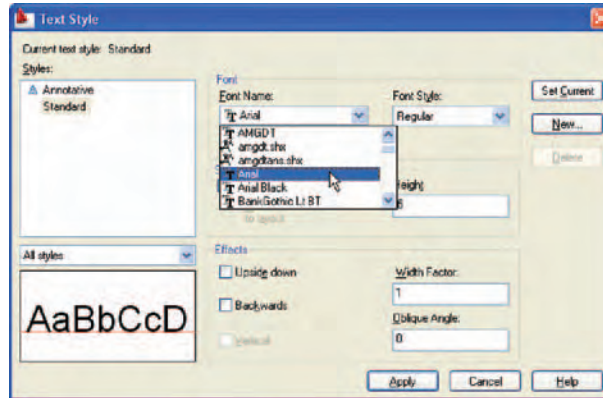 Text Style
Current text style: Standard
Styles:
Annotative
Standard
Font
Font Name:
Arial
Font Style:
Regular
AMGDT
amgdt.shx
amgdtans.shx
Arial
Arial Black
BankGothic Lt BT
Height
to layout
Set Current
New...
Delete
All styles
AaBbCcD
Effects
Upside down
Backwards
Vertical
Width Factor:
1
Oblique Angle:
0
Apply
Cancel
Help